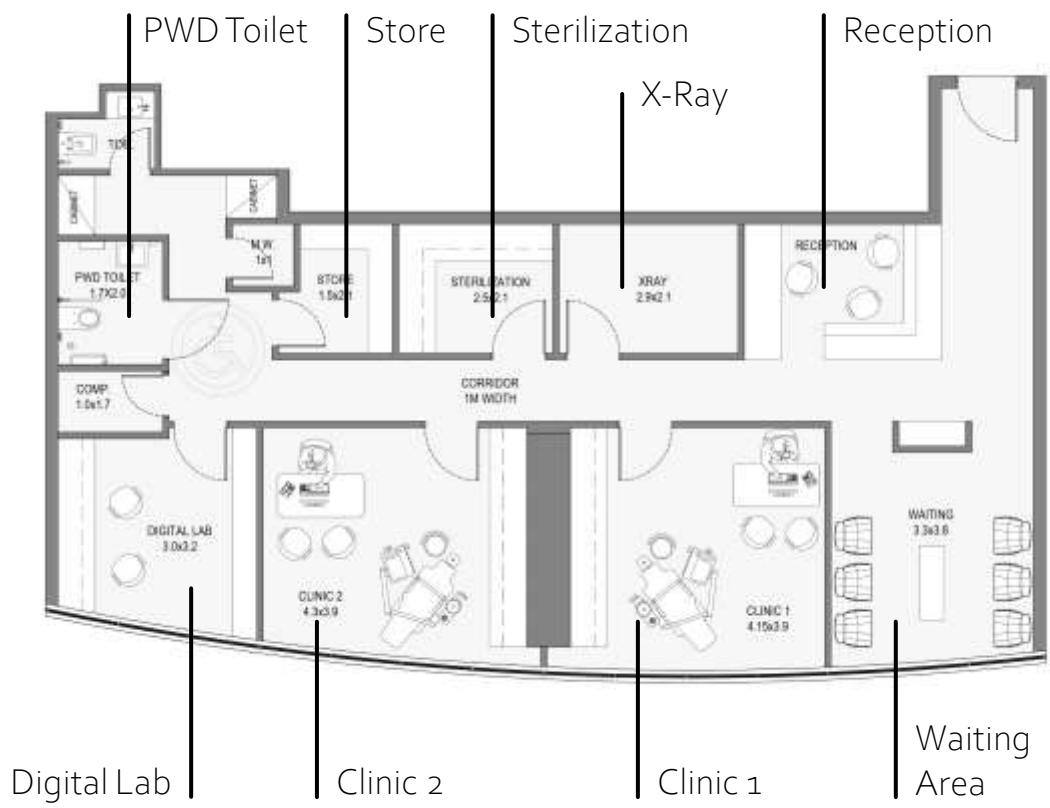 PWD Toilet
Store
Sterilization
Reception
X-Ray
CABINET
CABINET
M.W
1x1
PWD TOILET
1.7X2.0
STORE
1.5x2.1
STERILIZATION
2.5x2.1
XRAY
2.9x2.1
RECEPTION
COMP.
1.0x1.7
CORRIDOR
1M WIDTH
DIGITAL LAB
3.0x3.2
CLINIC 2
4.3x3.9
CLINIC 1
4.15x3.9
WAITING
3.3x3.8
Digital Lab
Clinic 2
Clinic 1
Waiting
Area